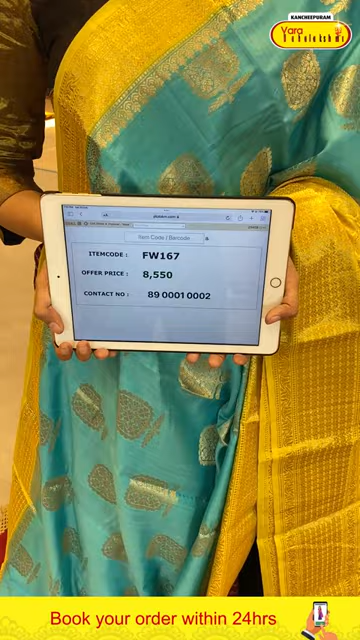 KANCHEEPURAM
Yara
Item Code / Barcode
ITEMCODE : FW167
OFFER PRICE : 8,550
CONTACT NO : 89 0001 0002
Book your order within 24hrs